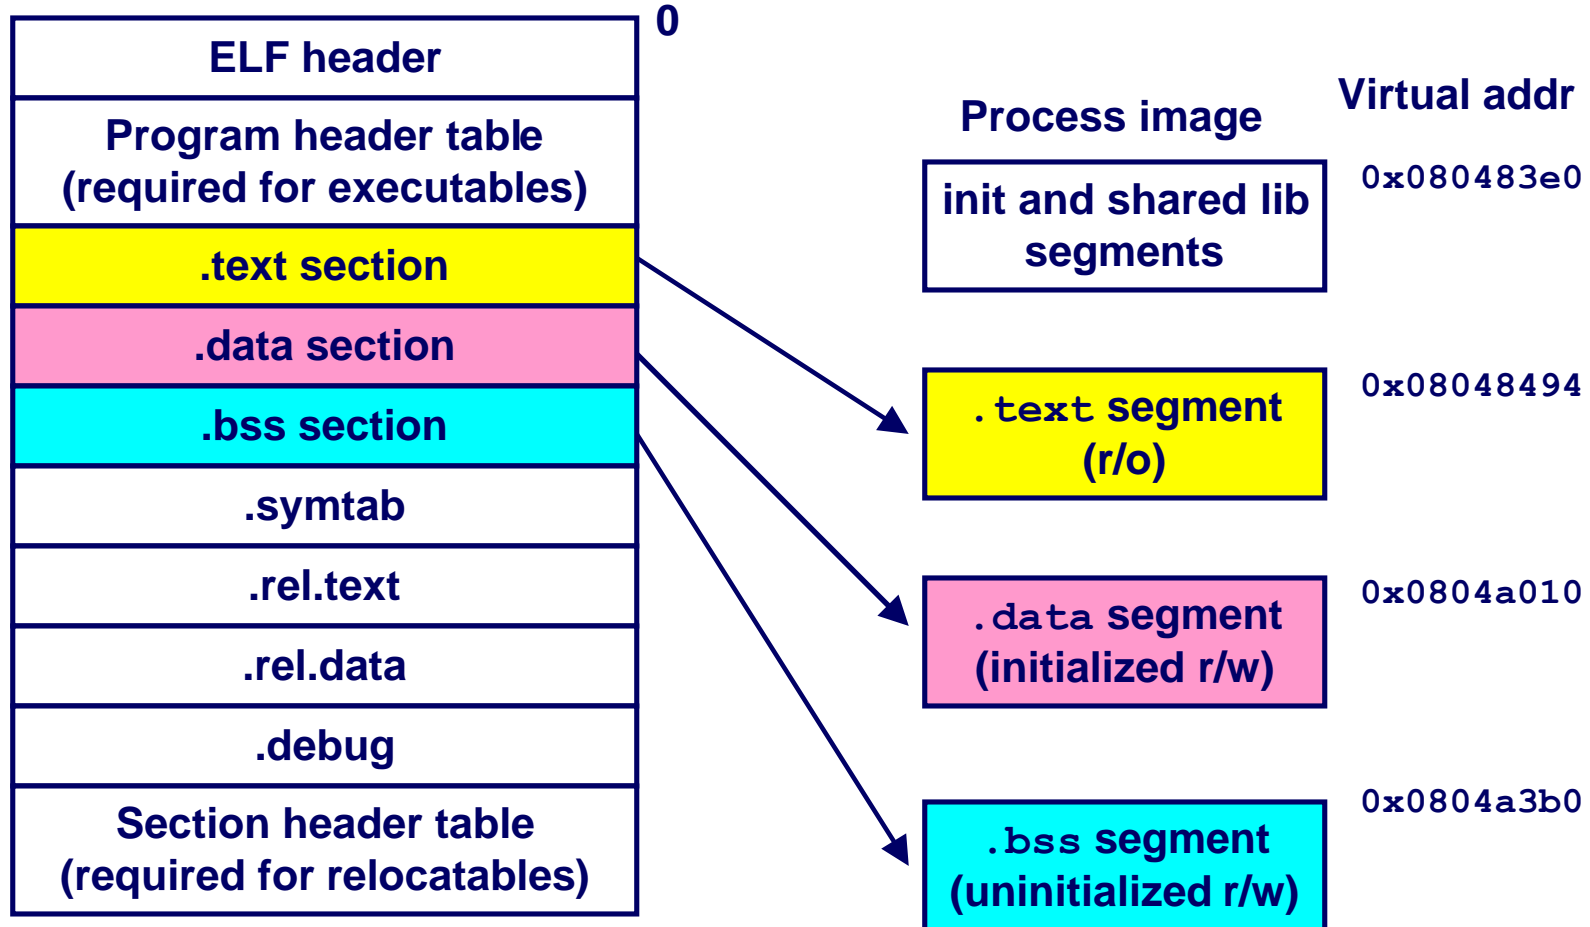 0
ELF header
Program header table
(required for executables)
.text section
.data section
.bss section
.symtab
.rel.text
.rel.data
.debug
Section header table
(required for relocatables)
Process image
Virtual addr
init and shared lib
segments
0x080483e0
.text segment
(r/o)
0x08048494
.data segment
(initialized r/w)
0x0804a010
.bss segment
(uninitialized r/w)
0x0804a3b0